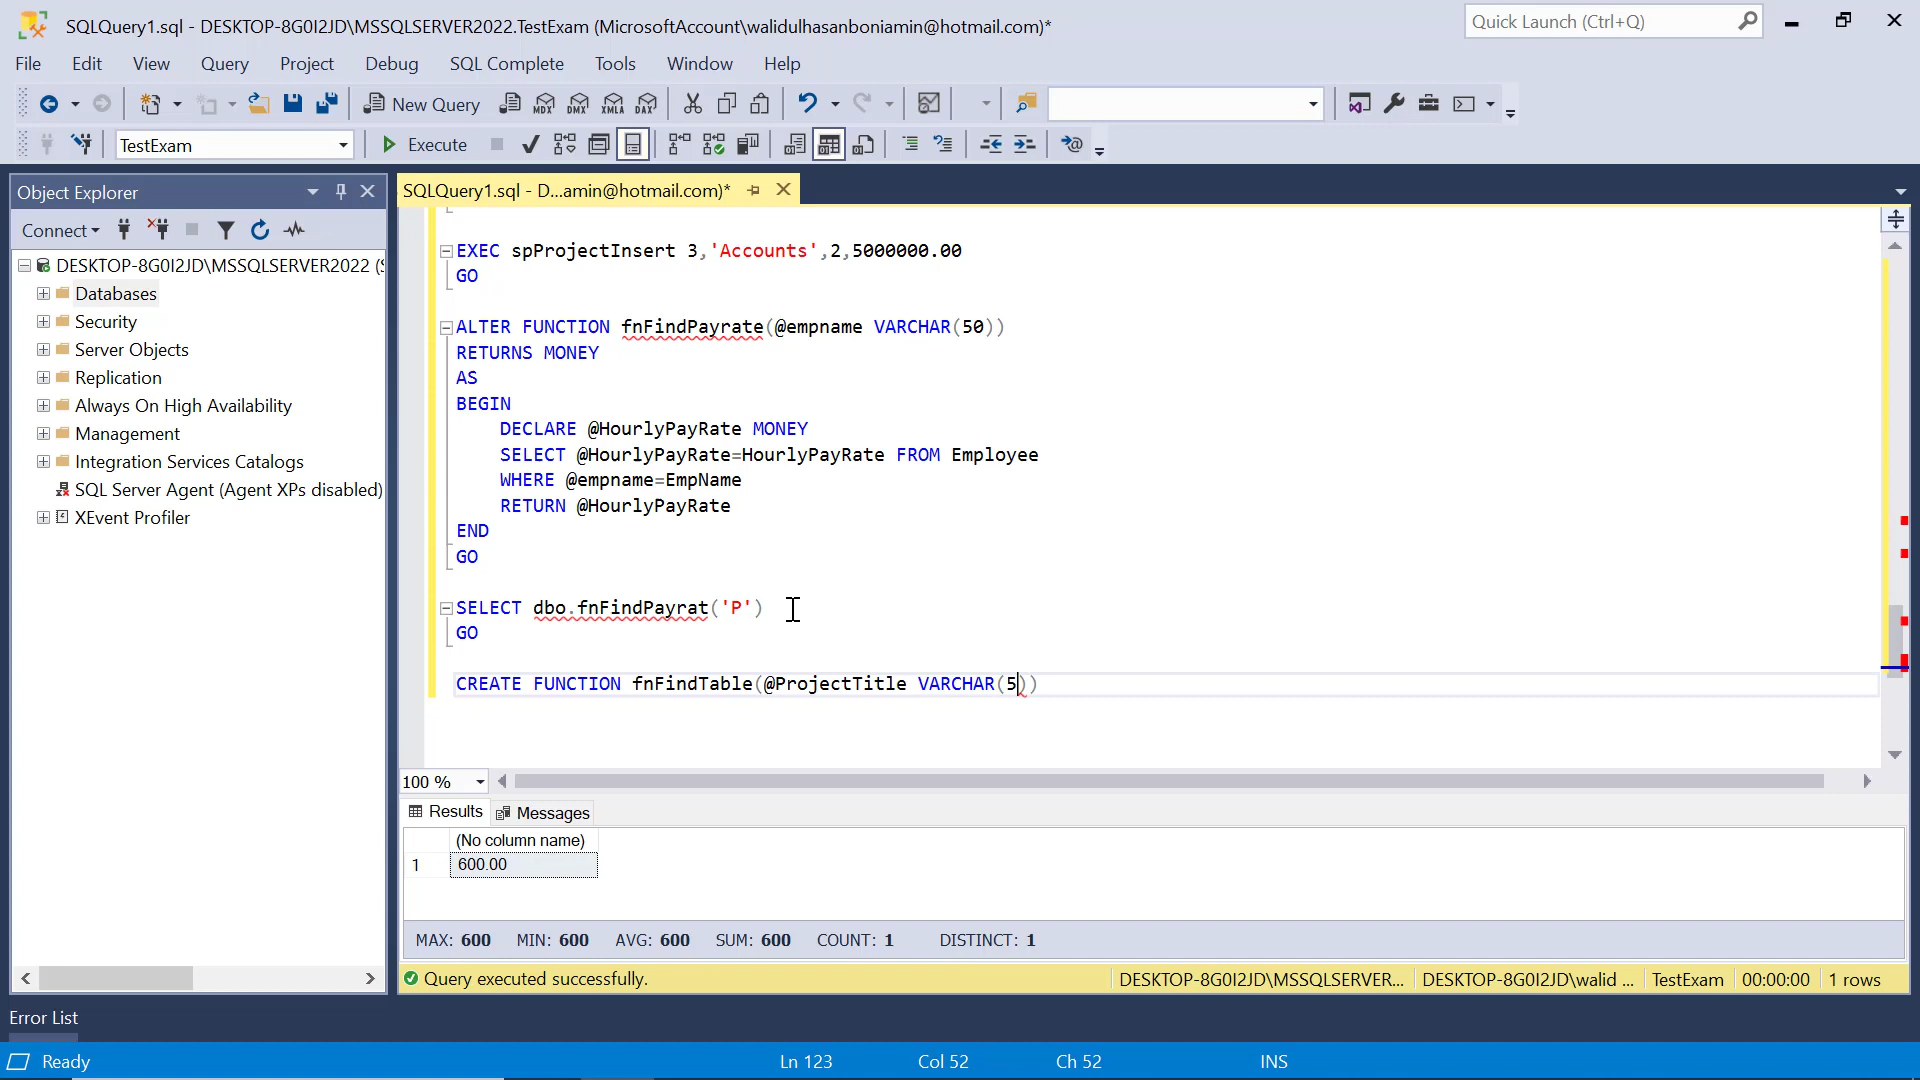 SQLQuery1.sql - DESKTOP-8G0I2JD\MSSQLSERVER2022.TestExam (MicrosoftAccount\walidulhasanboniamin@hotmail.com)*
Quick Launch (Ctrl+Q)
File Edit View Query Project Debug SQL Complete Tools Window Help
New Query MDX DMX XMLA DAX
TestExam Execute
Object Explorer
Connect
DESKTOP-8G0I2JD\MSSQLSERVER2022 (S
Databases
Security
Server Objects
Replication
Always On High Availability
Management
Integration Services Catalogs
SQL Server Agent (Agent XPs disabled)
XEvent Profiler
SQLQuery1.sql - D...amin@hotmail.com)*
EXEC spProjectInsert 3,'Accounts',2,5000000.00
GO
ALTER FUNCTION fnFindPayrate(@empname VARCHAR(50))
RETURNS MONEY
AS
BEGIN
DECLARE @HourlyPayRate MONEY
SELECT @HourlyPayRate=HourlyPayRate FROM Employee
WHERE @empname=EmpName
RETURN @HourlyPayRate
END
GO
SELECT dbo.fnFindPayrat('P')
GO
CREATE FUNCTION fnFindTable(@ProjectTitle VARCHAR(5))
100 %
Results Messages
(No column name)
1 600.00
MAX: 600 MIN: 600 AVG: 600 SUM: 600 COUNT: 1 DISTINCT: 1
Query executed successfully. DESKTOP-8G0I2JD\MSSQLSERVER... DESKTOP-8G0I2JD\walid ... TestExam 00:00:00 1 rows
Error List
Ready Ln 123 Col 52 Ch 52 INS